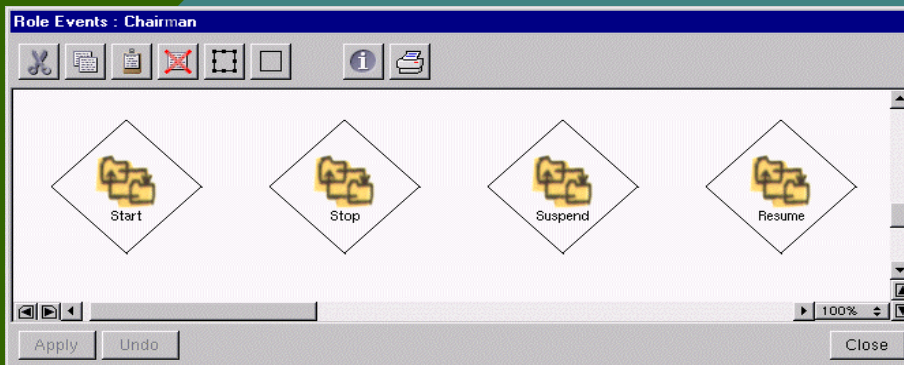 Role Events : Chairman
Start Stop Suspend Resume
100%
Apply Undo Close